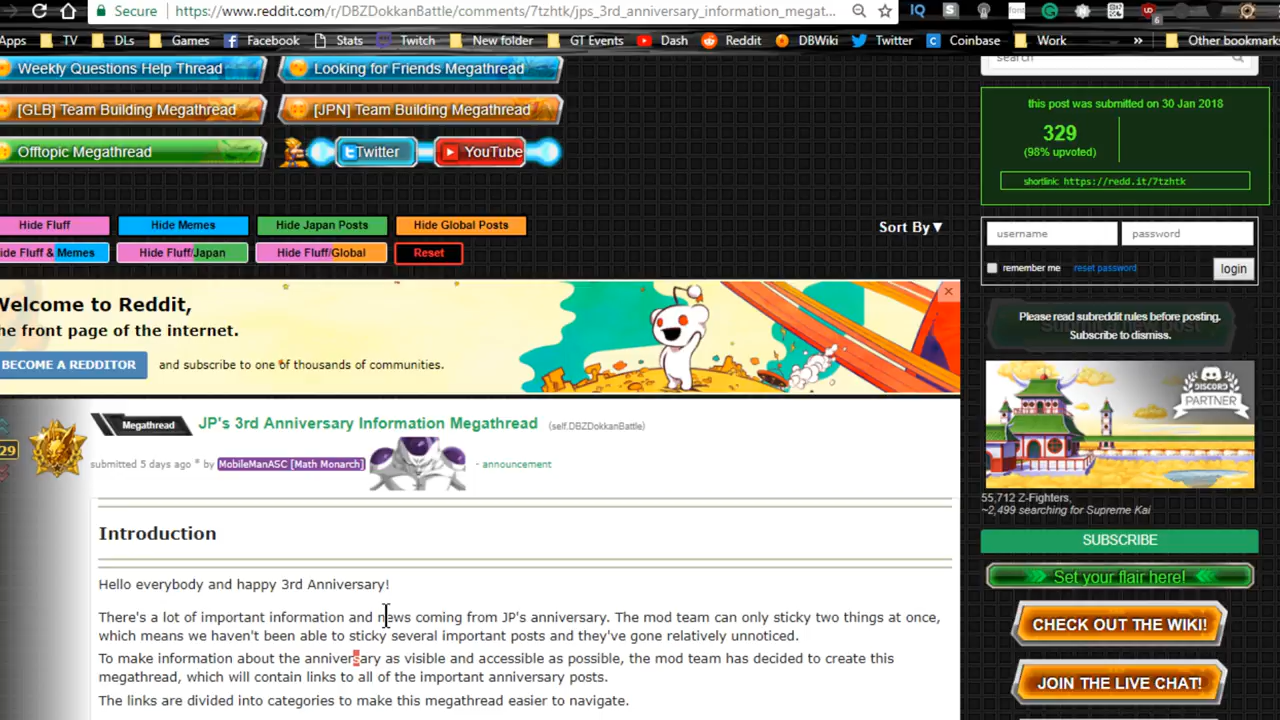 Secure https://www.reddit.com/r/DBZDokkanBattle/comments/7tzhtk/jps_3rd_anniversary_information_megat...
Apps TV DLs Games Facebook Stats Twitch New folder GT Events Dash Reddit DBWiki Twitter Coinbase Work » Other bookmarks
Weekly Questions Help Thread Looking for Friends Megathread
[GLB] Team Building Megathread [JPN] Team Building Megathread
Offtopic Megathread Twitter YouTube
search
this post was submitted on 30 Jan 2018
329
(98% upvoted)
shortlink: https://redd.it/7tzhtk
Hide Fluff Hide Memes Hide Japan Posts Hide Global Posts
Sort By▼
ide Fluff & Memes Hide Fluff/Japan Hide Fluff/Global Reset
username password
remember me reset password login
Welcome to Reddit,
he front page of the internet.
BECOME A REDDITOR and subscribe to one of thousands of communities.
Please read subreddit rules before posting.
Subscribe to dismiss.
DISCORD
PARTNER
Megathread JP's 3rd Anniversary Information Megathread (self.DBZDokkanBattle)
29
submitted 5 days ago * by MobileManASC [Math Monarch] - announcement
55,712 Z-Fighters,
~2,499 searching for Supreme Kai
SUBSCRIBE
Set your flair here!
CHECK OUT THE WIKI!
JOIN THE LIVE CHAT!
Introduction
Hello everybody and happy 3rd Anniversary!
There's a lot of important information and news coming from JP's anniversary. The mod team can only sticky two things at once,
which means we haven't been able to sticky several important posts and they've gone relatively unnoticed.
To make information about the anniversary as visible and accessible as possible, the mod team has decided to create this
megathread, which will contain links to all of the important anniversary posts.
The links are divided into categories to make this megathread easier to navigate.